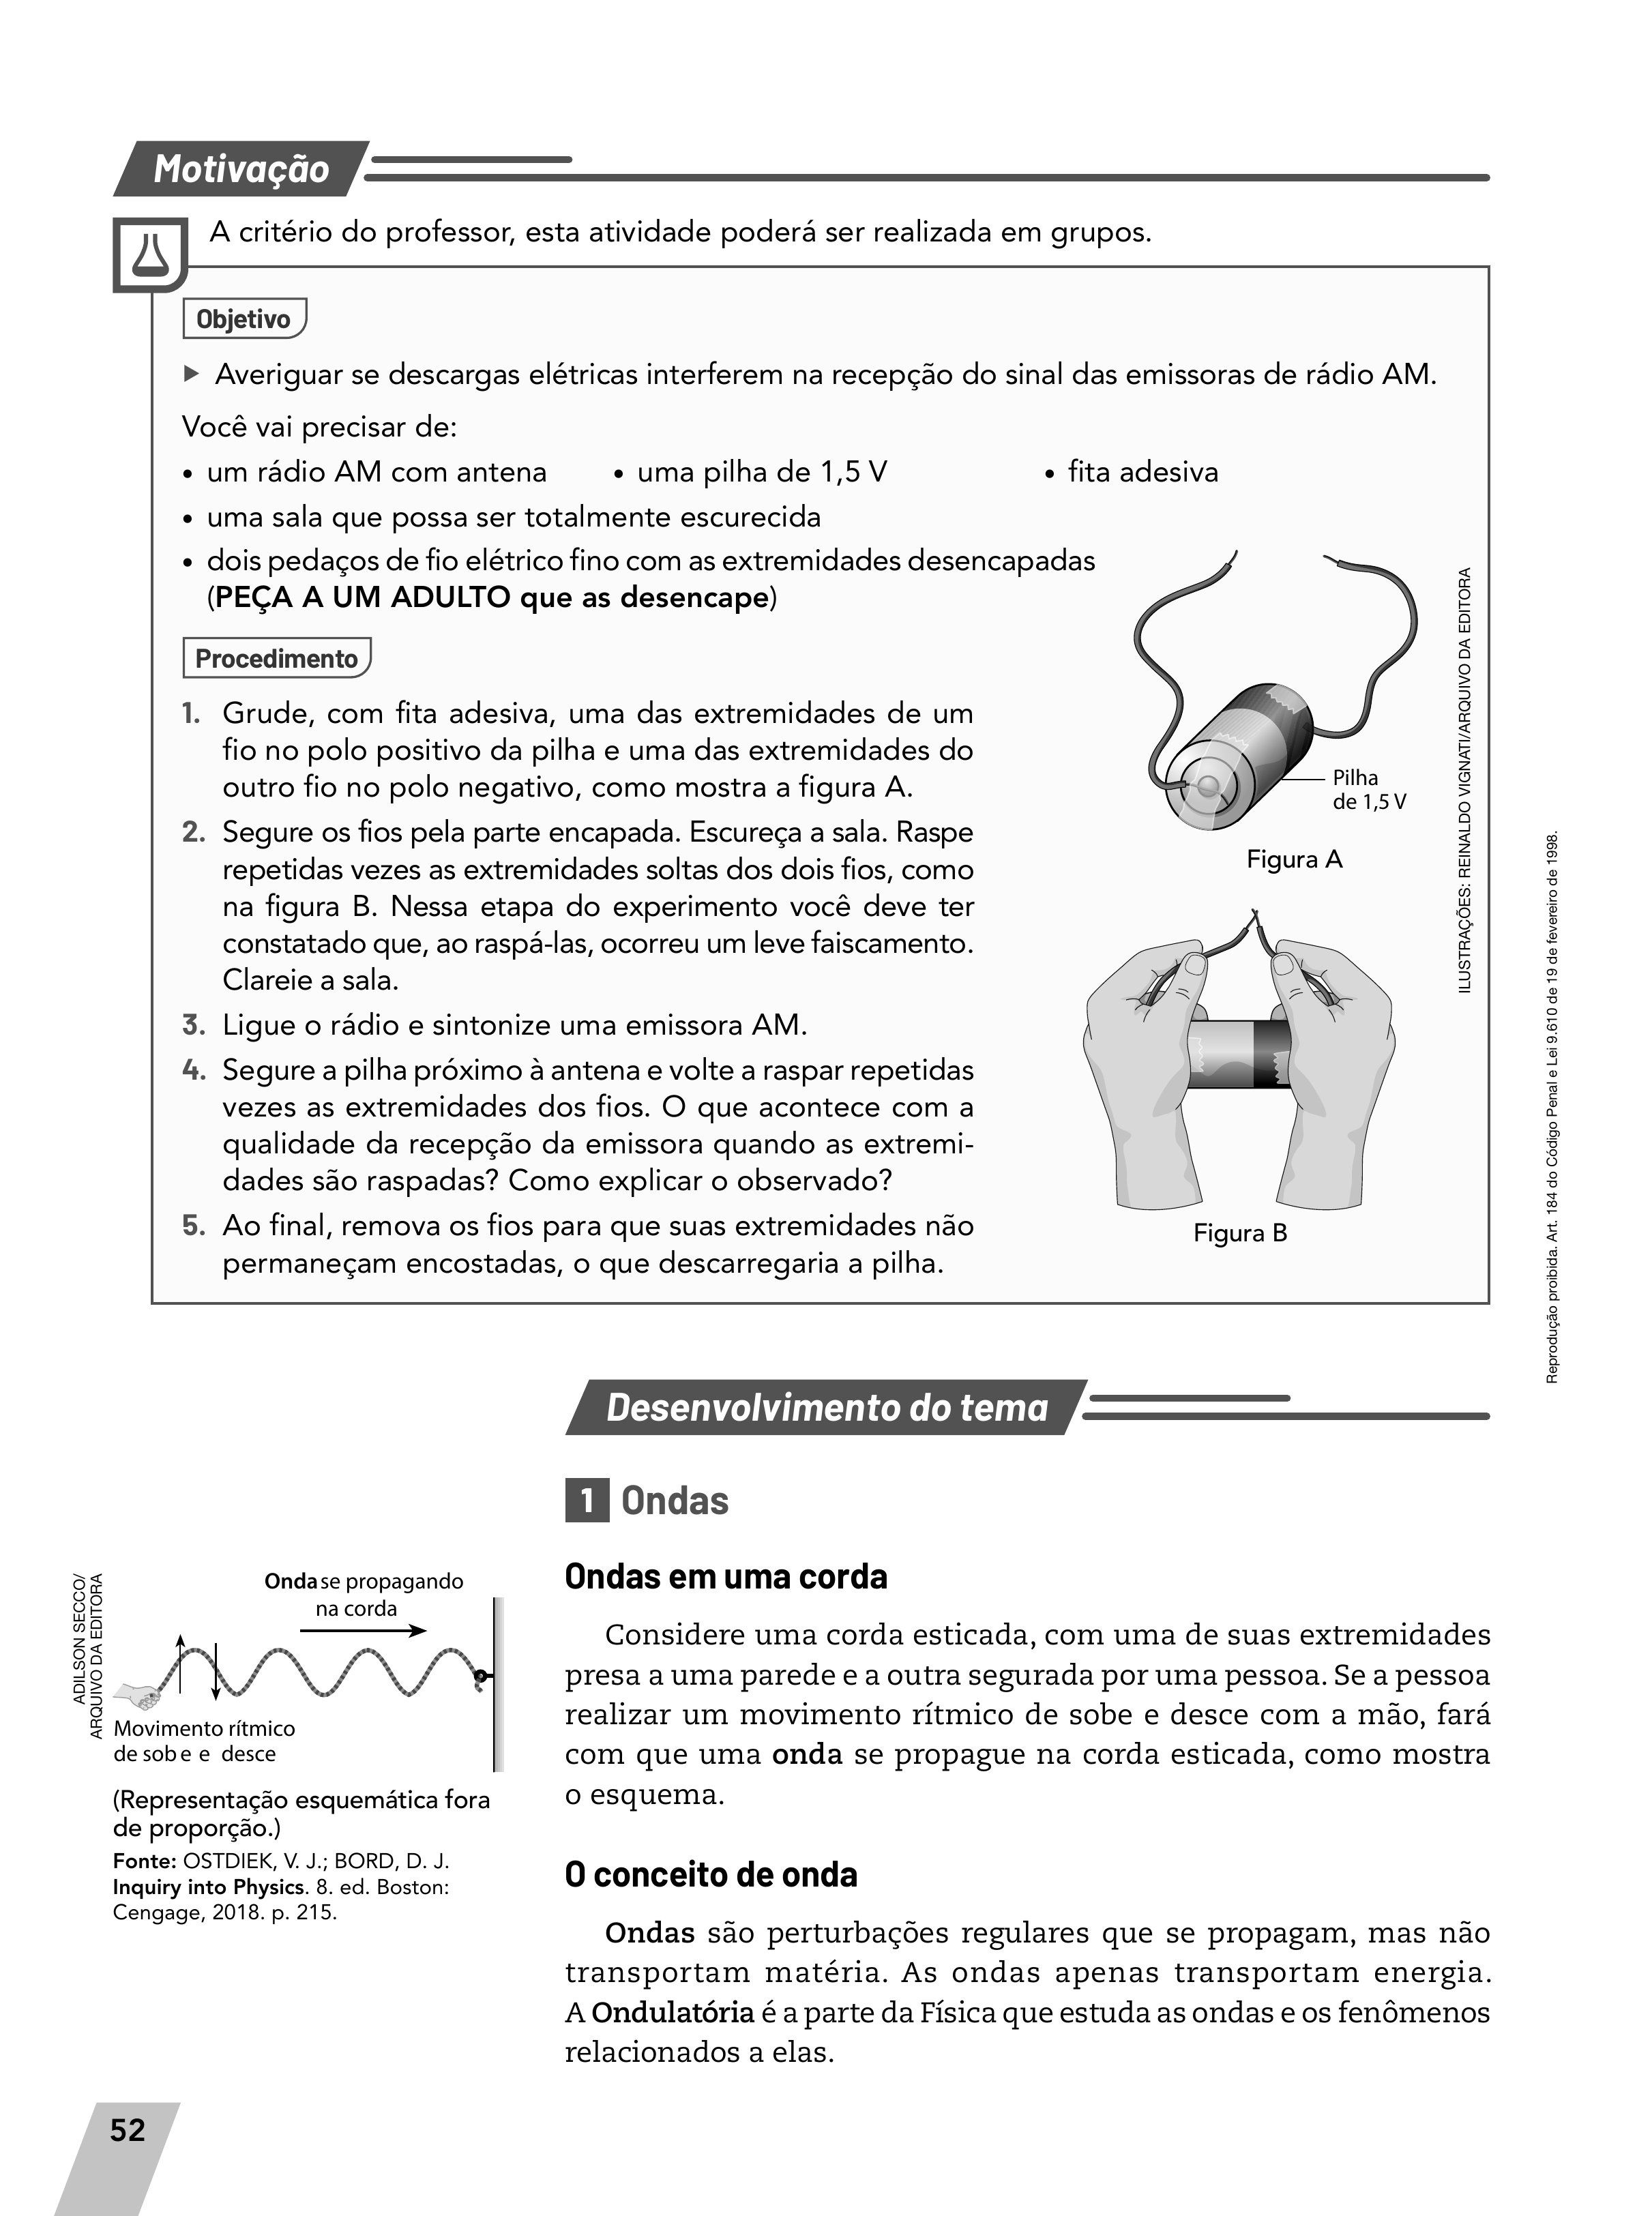 Motivação
A critério do professor, esta atividade poderá ser realizada em grupos.
Objetivo
Averiguar se descargas elétricas interferem na recepção do sinal das emissoras de rádio AM.
Você vai precisar de:
• um rádio AM com antena • uma pilha de 1,5 V • fita adesiva
• uma sala que possa ser totalmente escurecida
• dois pedaços de fio elétrico fino com as extremidades desencapadas
(PEÇA A UM ADULTO que as desencape)
Procedimento
1. Grude, com fita adesiva, uma das extremidades de um
fio no polo positivo da pilha e uma das extremidades do
outro fio no polo negativo, como mostra a figura A.
2. Segure os fios pela parte encapada. Escureça a sala. Raspe
repetidas vezes as extremidades soltas dos dois fios, como
na figura B. Nessa etapa do experimento você deve ter
constatado que, ao raspá-las, ocorreu um leve faiscamento.
Clareie a sala.
3. Ligue o rádio e sintonize uma emissora AM.
4. Segure a pilha próximo à antena e volte a raspar repetidas
vezes as extremidades dos fios. O que acontece com a
qualidade da recepção da emissora quando as extremi-
dades são raspadas? Como explicar o observado?
5. Ao final, remova os fios para que suas extremidades não
permaneçam encostadas, o que descarregaria a pilha.
Pilha
de 1,5 V
Figura A
Figura B
ILUSTRAÇÕES: REINALDO VIGNATI/ARQUIVO DA EDITORA
Reprodução proibida. Art. 184 do Código Penal e Lei 9.610 de 19 de fevereiro de 1998.
Desenvolvimento do tema
1 Ondas
Ondas em uma corda
Considere uma corda esticada, com uma de suas extremidades
presa a uma parede e a outra segurada por uma pessoa. Se a pessoa
realizar um movimento rítmico de sobe e desce com a mão, fará
com que uma onda se propague na corda esticada, como mostra
o esquema.
O conceito de onda
Ondas são perturbações regulares que se propagam, mas não
transportam matéria. As ondas apenas transportam energia.
A Ondulatória é a parte da Física que estuda as ondas e os fenômenos
relacionados a elas.
ADILSON SECCO/
ARQUIVO DA EDITORA
Onda se propagando
na corda
Movimento rítmico
de sobe e desce
(Representação esquemática fora
de proporção.)
Fonte: OSTDIEK, V. J.; BORD, D. J.
Inquiry into Physics. 8. ed. Boston:
Cengage, 2018. p. 215.
52